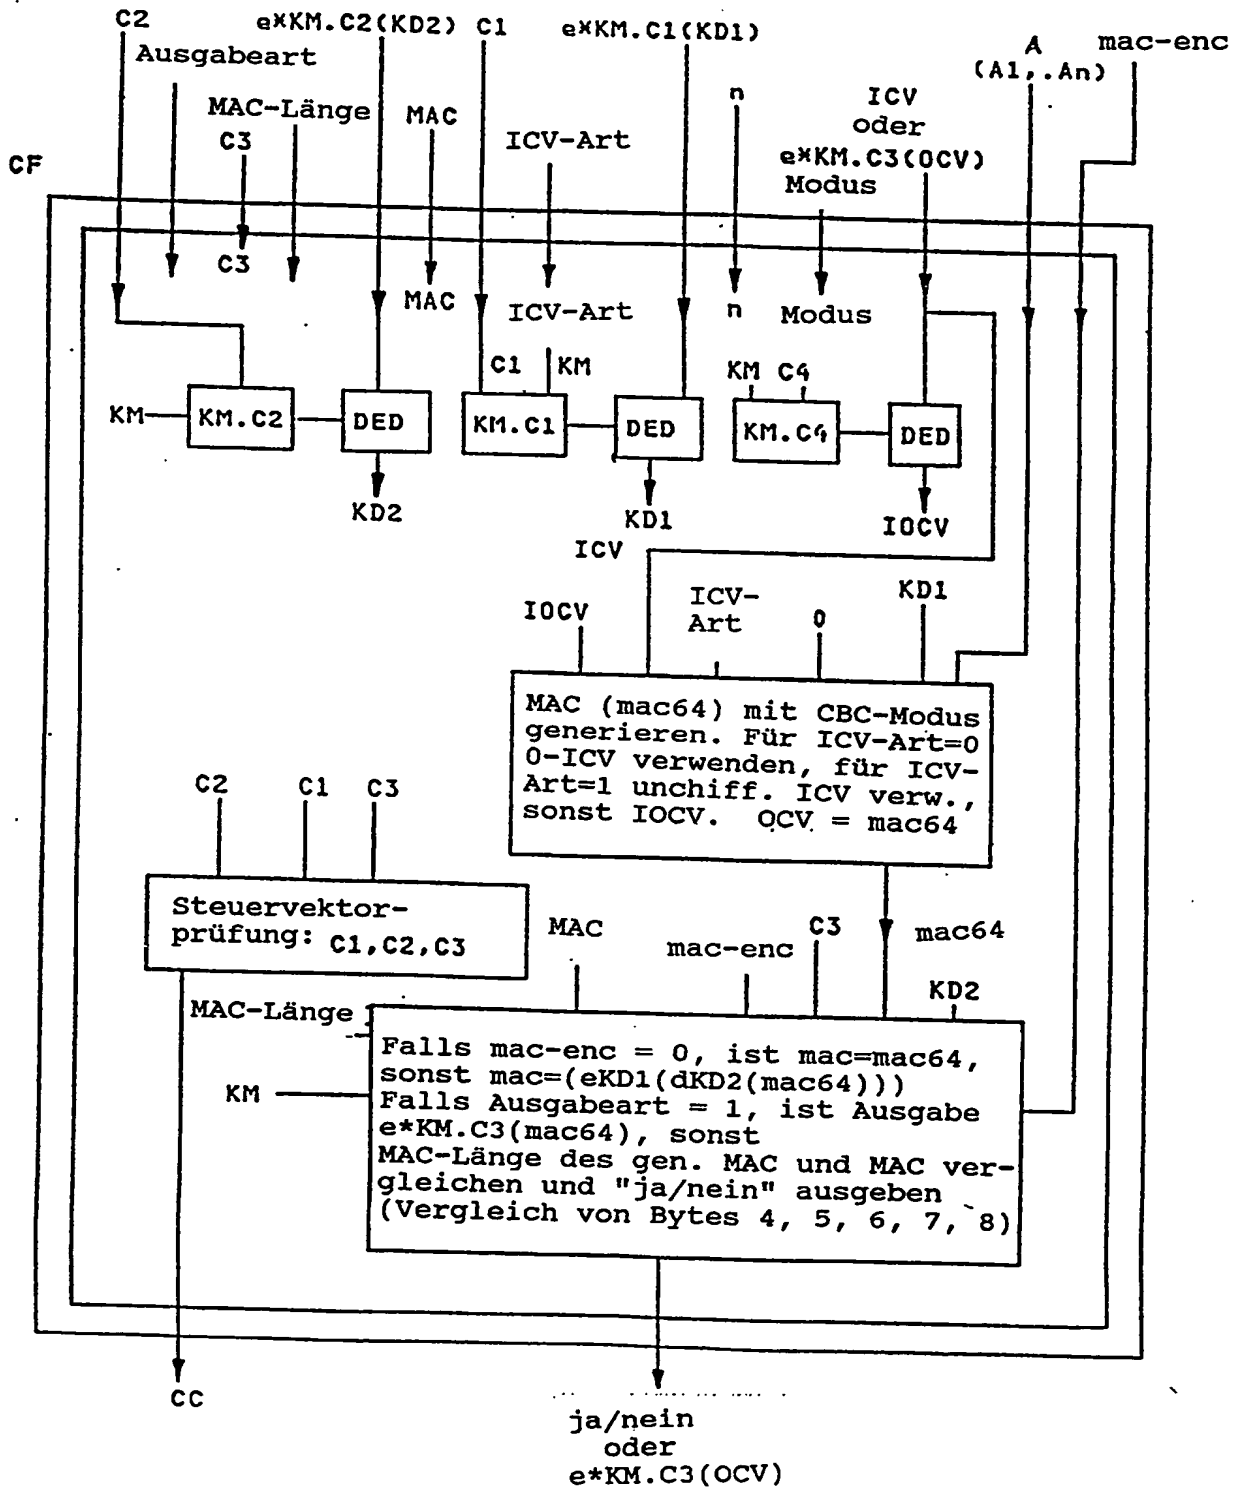 C2
e*KM.C2(KD2)
C1
e*KM.C1(KD1)
A
(A1,.An)
mac-enc
Ausgabeart
MAC-Länge
MAC
n
ICV
oder
e*KM.C3(OCV)
C3
ICV-Art
Modus
CF
C3
MAC
ICV-Art
n
Modus
C1
KM
KM
C4
KM
KM.C2
DED
KM.C1
DED
KM.C4
DED
KD2
KD1
IOCV
ICV
IOCV
ICV-
Art
0
KD1
MAC (mac64) mit CBC-Modus
generieren. Für ICV-Art=0
0-ICV verwenden, für ICV-
Art=1 unchiff. ICV verw.,
sonst IOCV. OCV = mac64
C2
C1
C3
Steuervektor-
prüfung: C1,C2,C3
MAC
mac-enc
C3
mac64
KD2
MAC-Länge
KM
Falls mac-enc = 0, ist mac=mac64,
sonst mac=(eKD1(dKD2(mac64)))
Falls Ausgabeart = 1, ist Ausgabe
e*KM.C3(mac64), sonst
MAC-Länge des gen. MAC und MAC ver-
gleichen und "ja/nein" ausgeben
(Vergleich von Bytes 4, 5, 6, 7, 8)
CC
ja/nein
oder
e*KM.C3(OCV)